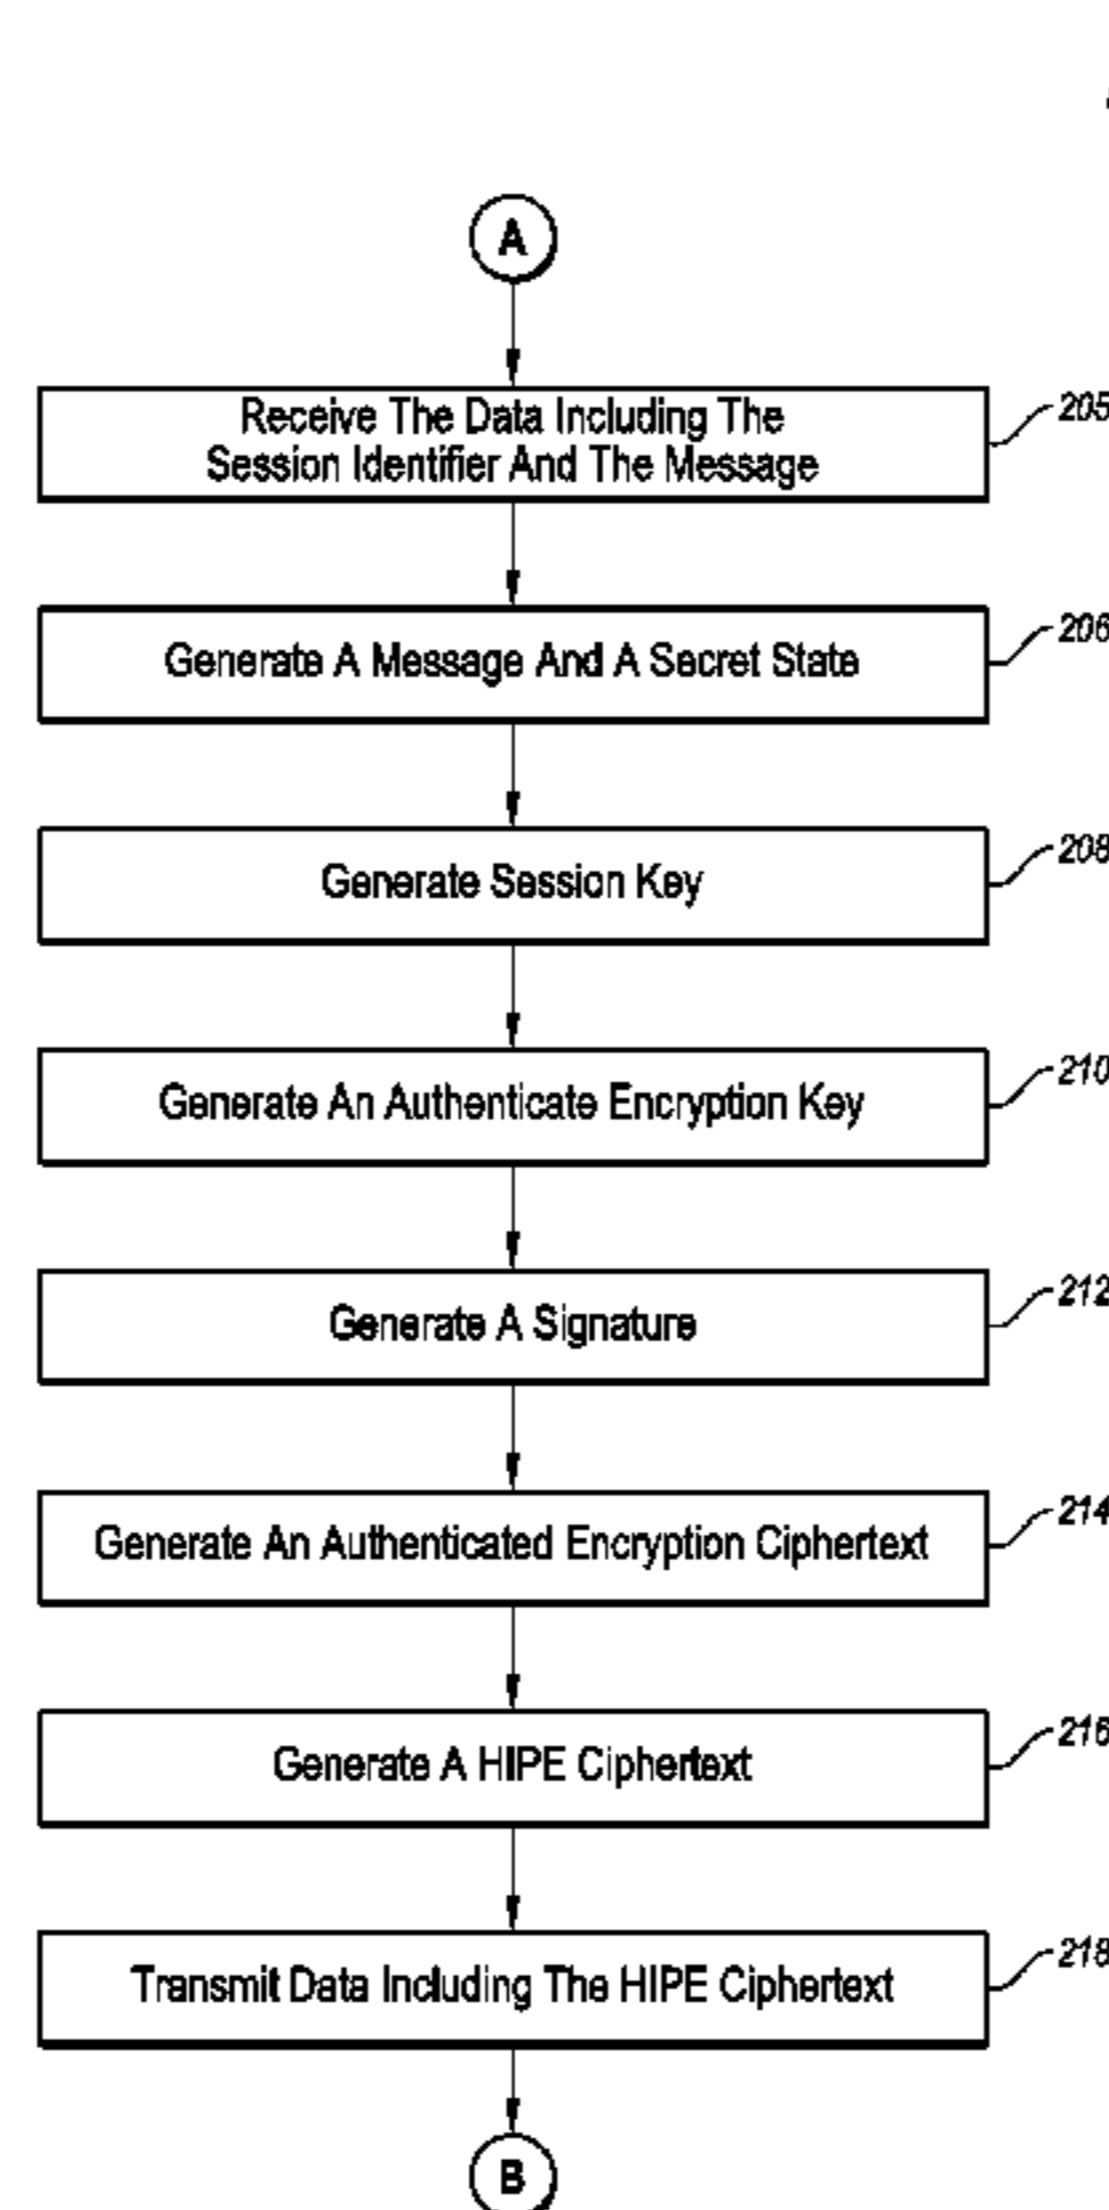 A
Receive The Data Including The
Session Identifier And The Message
205
Generate A Message And A Secret State
206
Generate Session Key
208
Generate An Authenticate Encryption Key
210
Generate A Signature
212
Generate An Authenticated Encryption Ciphertext
214
Generate A HIPE Ciphertext
216
Transmit Data Including The HIPE Ciphertext
218
B